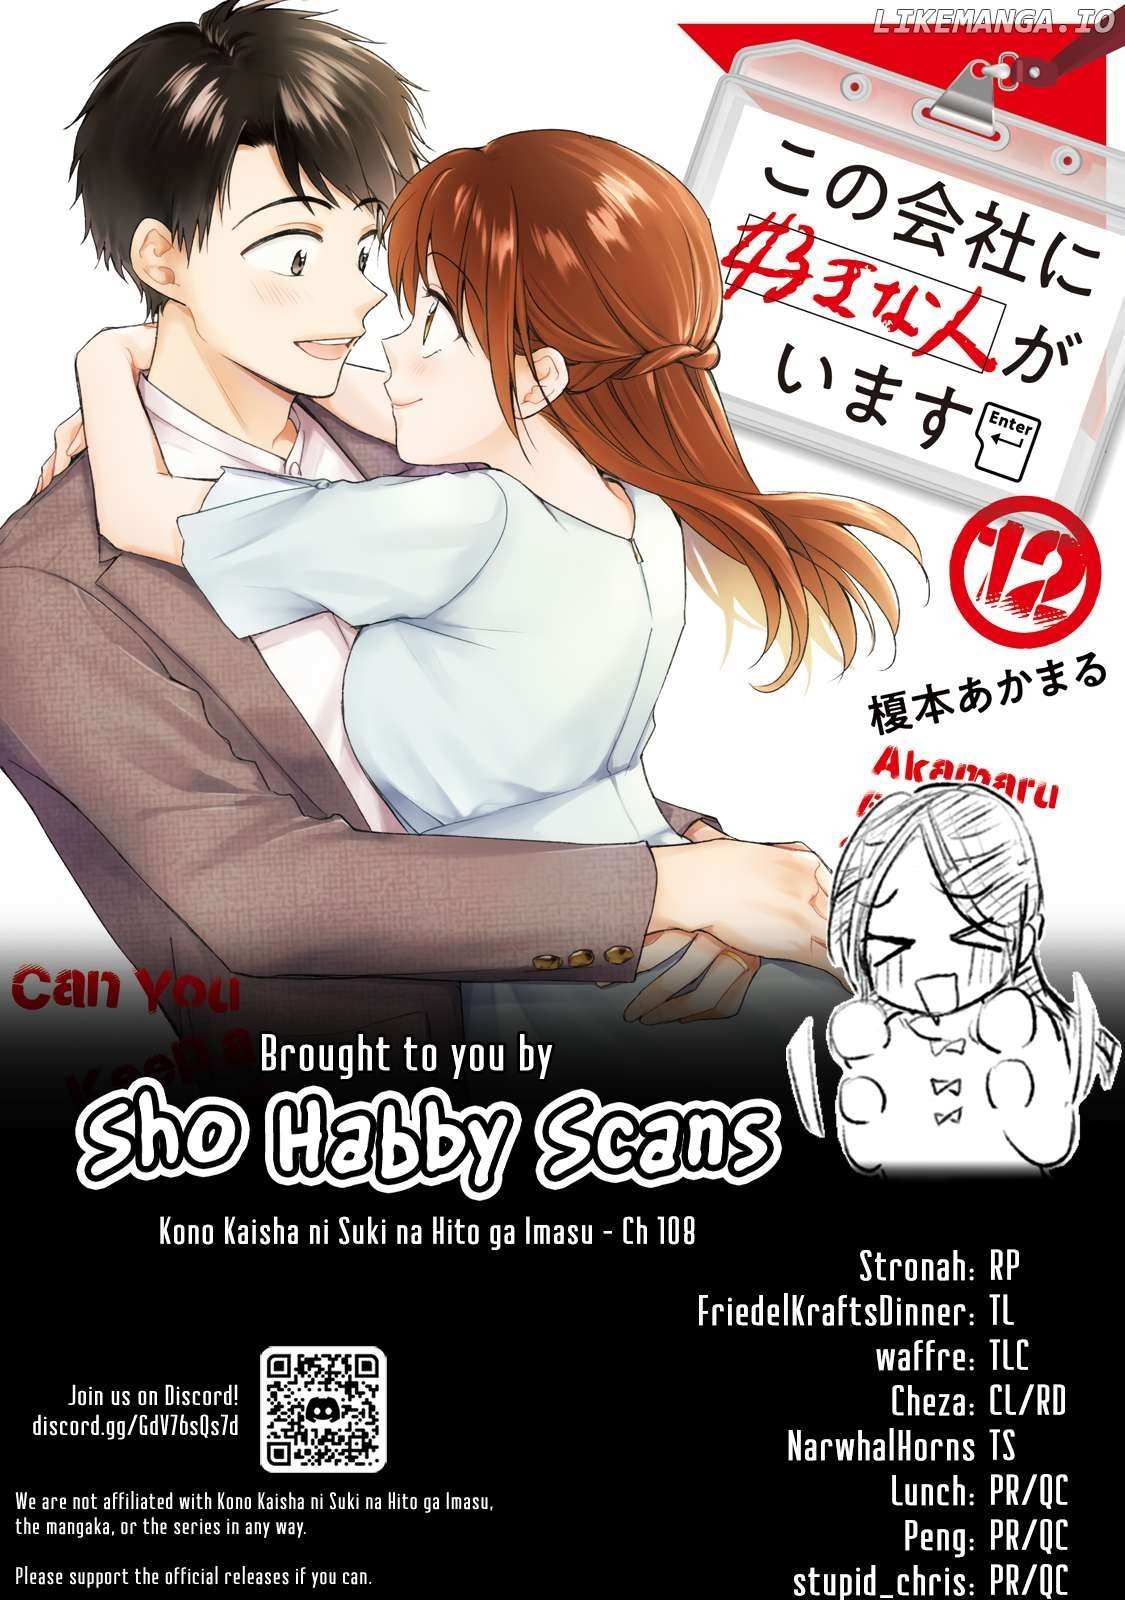 LIKEMANGA.IO
この会社に
好きな人が
います
Enter
12
榎本あかまる
Akamaru
Can You
Keep a
Brought to you by
Sho Habby Scans
Kono Kaisha ni Suki na Hito ga Imasu - Ch 108
Stronah: RP
FriedelKraftsDinner: TL
waffre: TLC
Cheza: CL/RD
NarwhalHorns TS
Lunch: PR/QC
Peng: PR/QC
stupid_chris: PR/QC
Join us on Discord!
discord.gg/GdV76sQs7d
We are not affiliated with Kono Kaisha ni Suki na Hito ga Imasu,
the mangaka, or the series in any way.
Please support the official releases if you can.